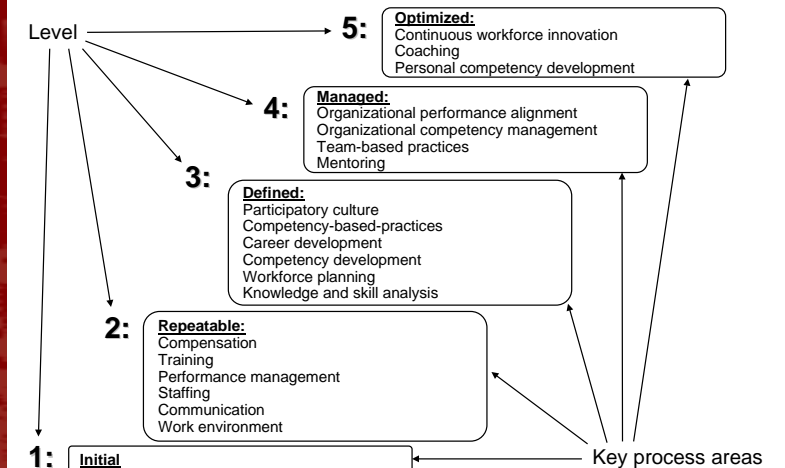 Level
5:
Optimized:
Continuous workforce innovation
Coaching
Personal competency development
4:
Managed:
Organizational performance alignment
Organizational competency management
Team-based practices
Mentoring
3:
Defined:
Participatory culture
Competency-based-practices
Career development
Competency development
Workforce planning
Knowledge and skill analysis
2:
Repeatable:
Compensation
Training
Performance management
Staffing
Communication
Work environment
1:
Initial
Key process areas